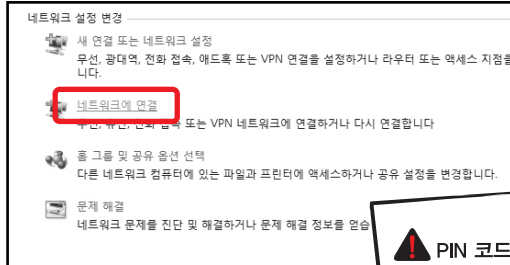 네트워크 설정 변경
새 연결 또는 네트워크 설정
무선, 광대역, 전화 접속, 애드혹 또는 VPN 연결을 설정하거나 라우터 또는 액세스 지점을
니다.
네트워크에 연결
무선, 유선, 전화 접속 또는 VPN 네트워크에 연결하거나 다시 연결합니다
홈 그룹 및 공유 옵션 선택
다른 네트워크 컴퓨터에 있는 파일과 프린터에 액세스하거나 공유 설정을 변경합니다.
문제 해결
네트워크 문제를 진단 및 해결하거나 문제 해결 정보를 얻습
PIN 코드